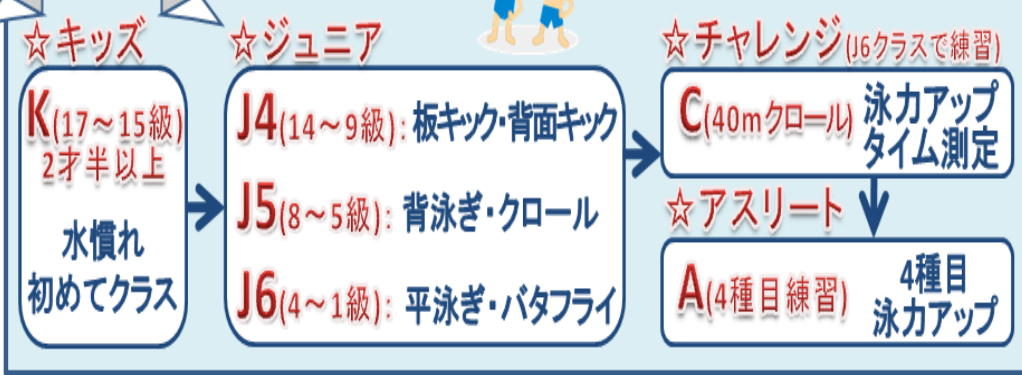 ☆キッズ
K(17～15級)
2才半以上
水慣れ
初めてクラス
☆ジュニア
J4(14～9級): 板キック・背面キック
J5(8～5級): 背泳ぎ・クロール
J6(4～1級): 平泳ぎ・バタフライ
☆チャレンジ(J6クラスで練習)
C(40mクロール) 泳力アップ
タイム測定
☆アスリート
A(4種目練習) 4種目
泳力アップ